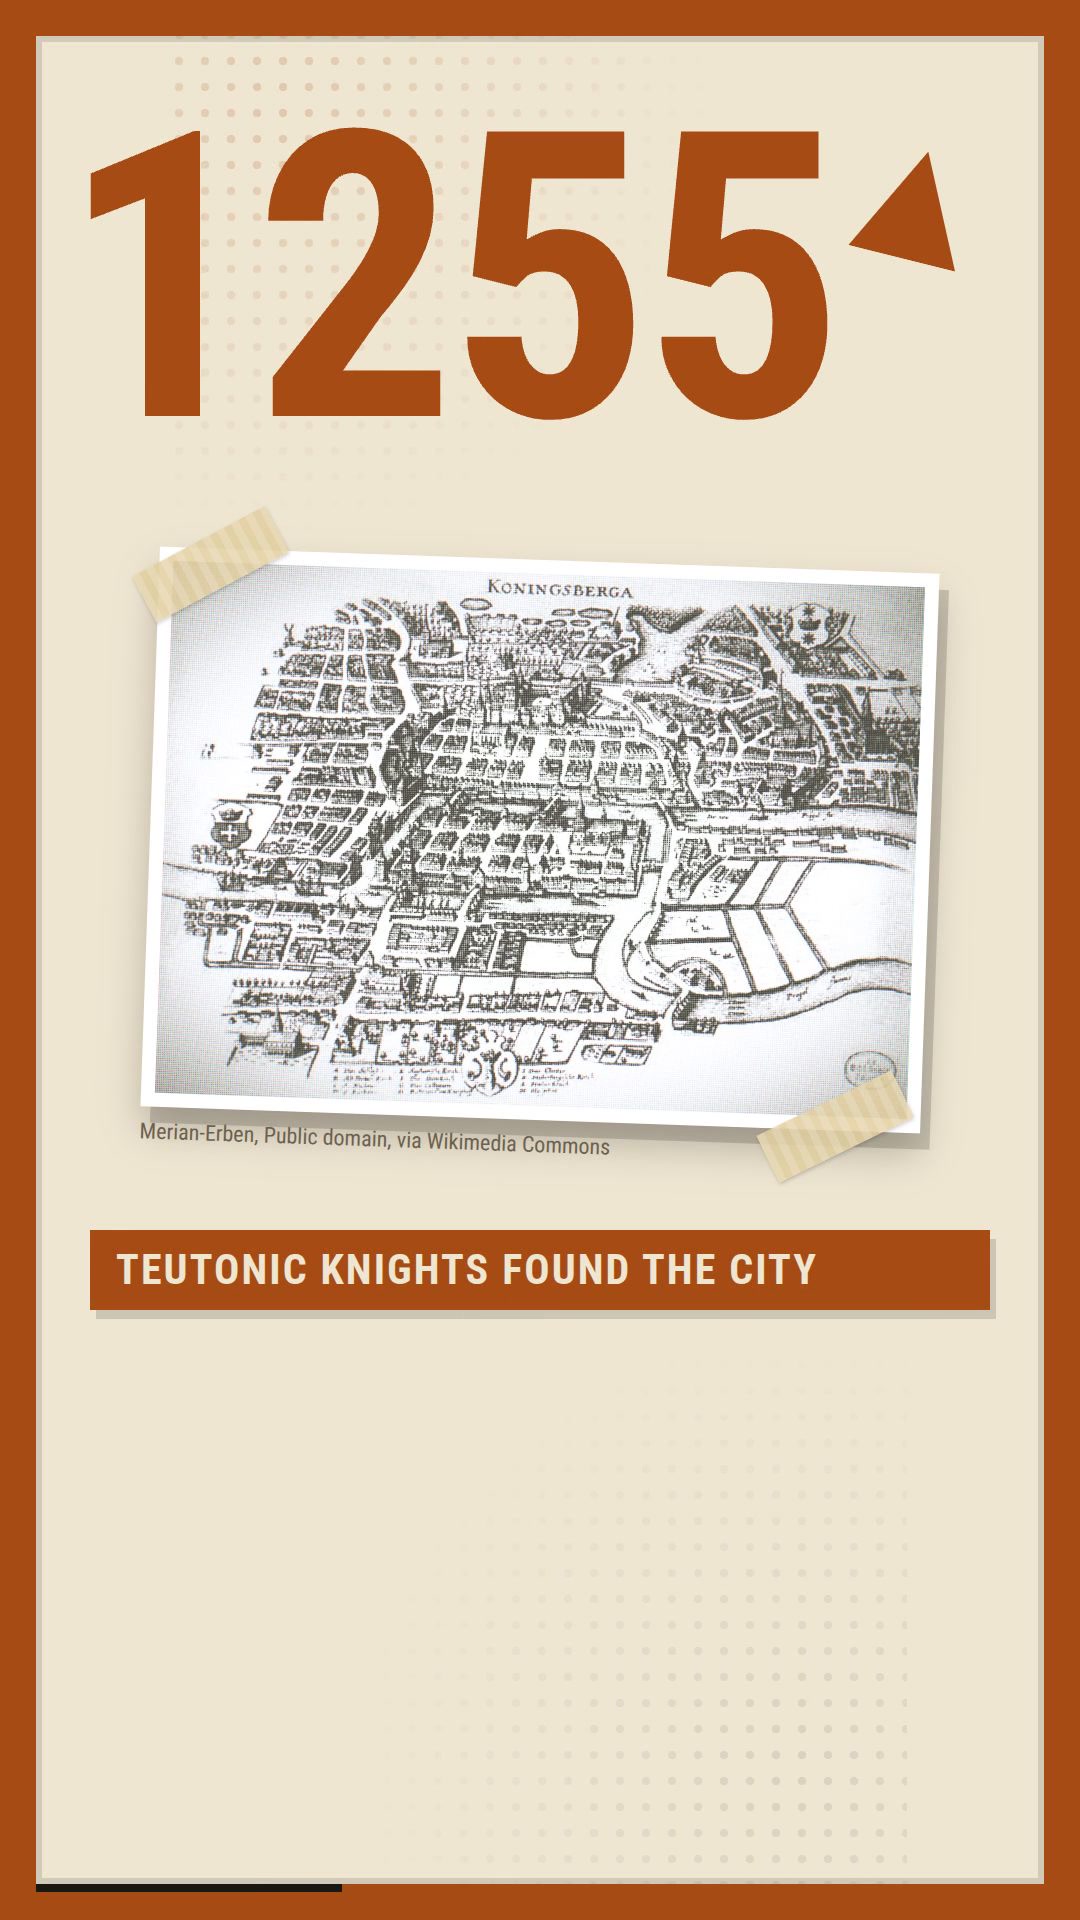 1255
KONINGSBERGA
Merian-Erben, Public domain, via Wikimedia Commons
TEUTONIC KNIGHTS FOUND THE CITY